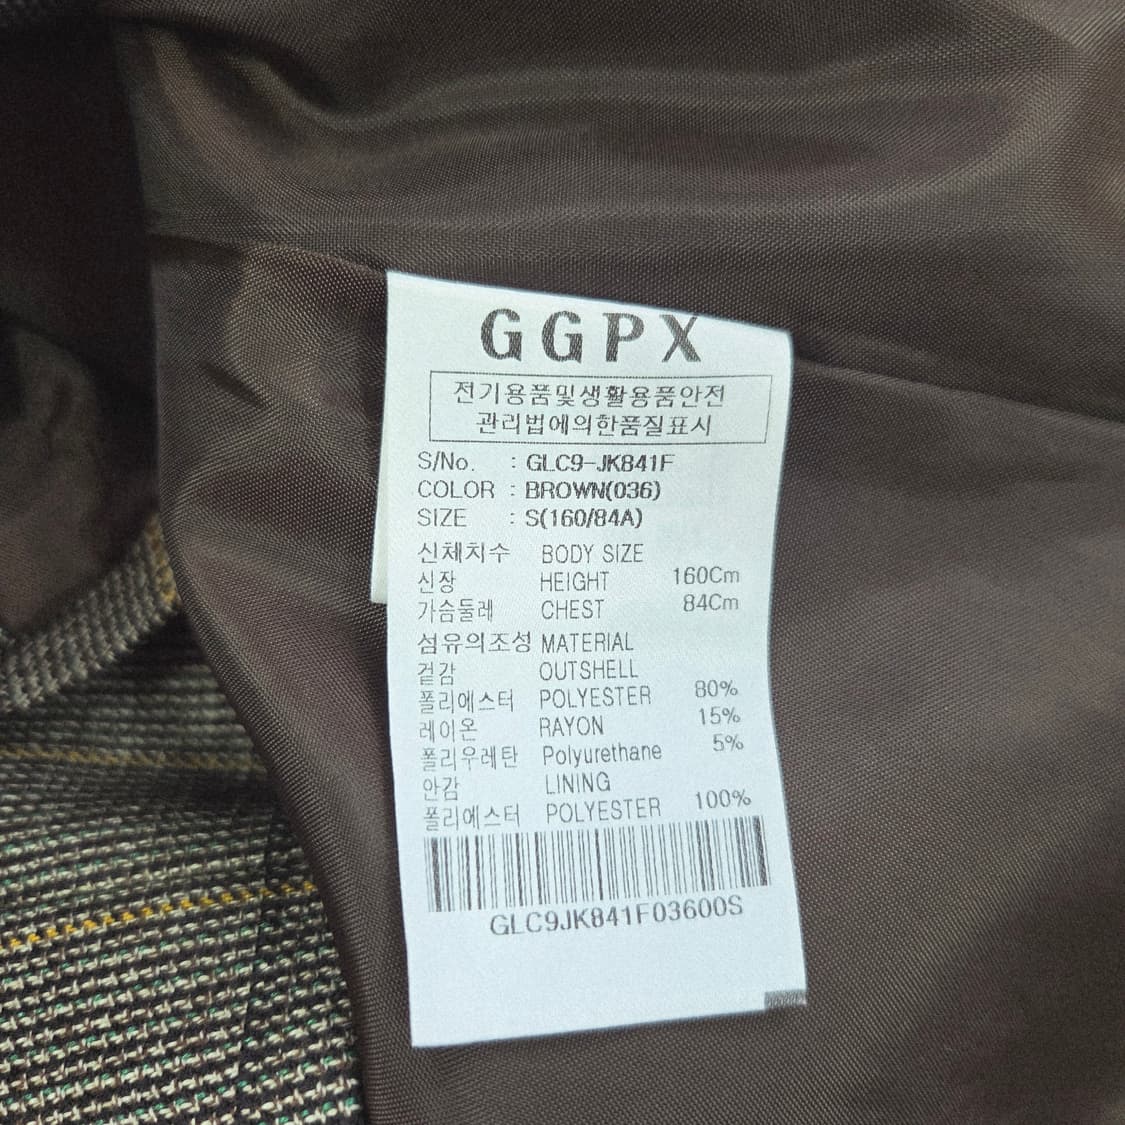 GGPX
전기용품및생활용품안전
관리법에의한품질표시
S/No. : GLC9-JK841F
COLOR : BROWN(036)
SIZE : S(160/84A)
신체치수 BODY SIZE
신장 HEIGHT 160Cm
가슴둘레 CHEST 84Cm
섬유의조성 MATERIAL
겉감 OUTSHELL
폴리에스터 POLYESTER 80%
레이온 RAYON 15%
폴리우레탄 Polyurethane 5%
안감 LINING
폴리에스터 POLYESTER 100%
GLC9JK841F03600S